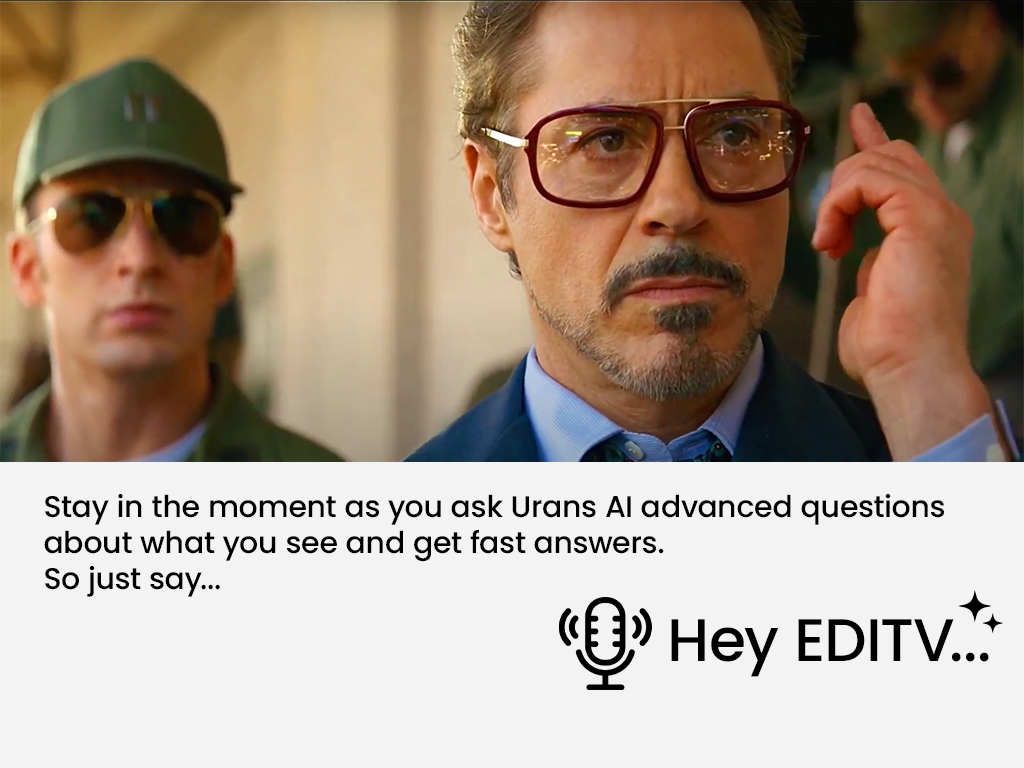 Stay in the moment as you ask Urans AI advanced questions
about what you see and get fast answers.
So just say...
Hey EDITV...